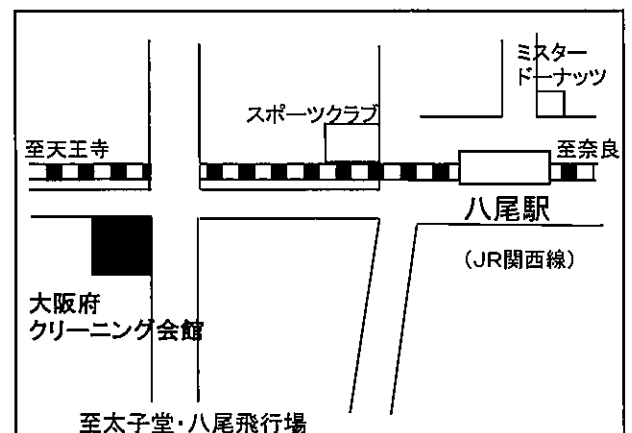 ミスター
ドーナッツ
スポーツクラブ
至天王寺
至奈良
八尾駅
(JR関西線)
大阪府
クリーニング会館
至太子堂・八尾飛行場